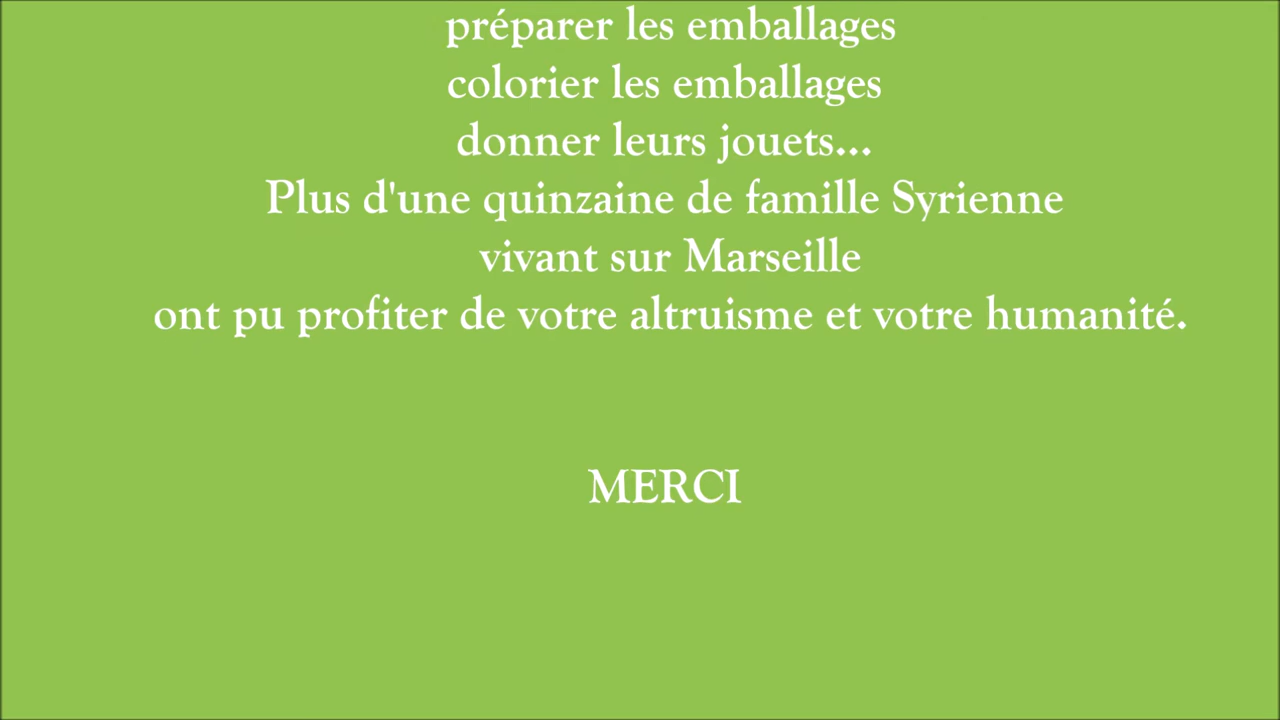 préparer les emballages
colorier les emballages
donner leurs jouets...
Plus d'une quinzaine de famille Syrienne
vivant sur Marseille
ont pu profiter de votre altruisme et votre humanité.
MERCI